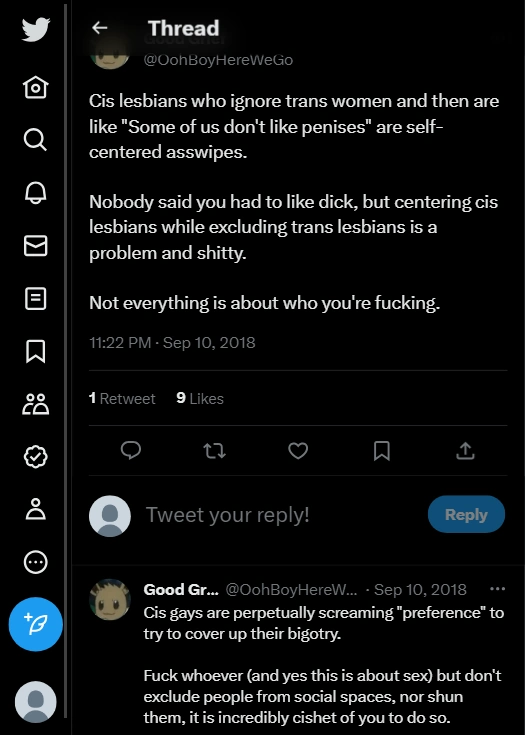 Thread
@OohBoyHereWeGo
Cis lesbians who ignore trans women and then are
like "Some of us don't like penises" are self-
centered asswipes.
Nobody said you had to like dick, but centering cis
lesbians while excluding trans lesbians is a
problem and shitty.
Not everything is about who you're fucking.
11:22 PM · Sep 10, 2018
1 Retweet 9 Likes
Tweet your reply!
Reply
Good Gr... @OohBoyHereW... · Sep 10, 2018
Cis gays are perpetually screaming "preference" to
try to cover up their bigotry.
Fuck whoever (and yes this is about sex) but don't
exclude people from social spaces, nor shun
them, it is incredibly cishet of you to do so.